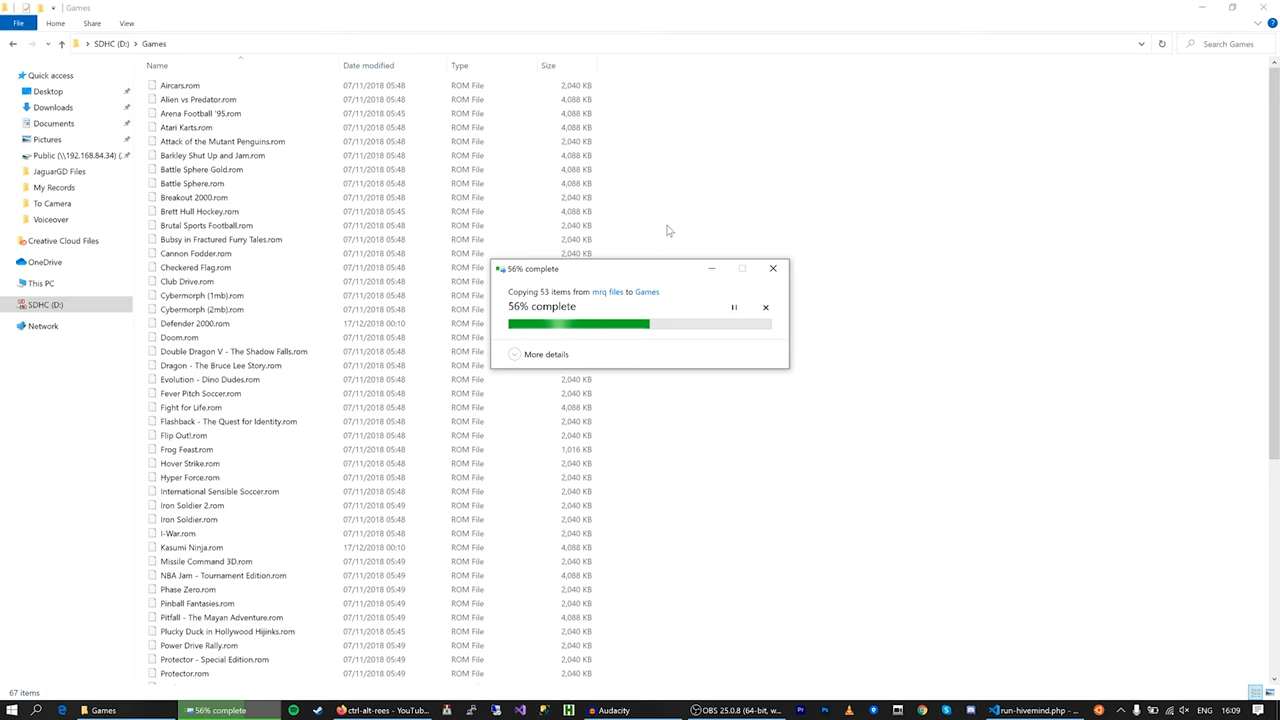 Games
File Home Share View
SDHC (D:) Games Search Games
Name Date modified Type Size
Quick access
Desktop
Downloads
Documents
Pictures
Public (\\192.168.84.34) (.
JaguarGD Files
My Records
To Camera
Voiceover
Creative Cloud Files
OneDrive
This PC
SDHC (D:)
Network
Aircars.rom 07/11/2018 05:48 ROM File 2,040 KB
Alien vs Predator.rom 07/11/2018 05:48 ROM File 4,088 KB
Arena Football '95.rom 07/11/2018 05:45 ROM File 4,088 KB
Atari Karts.rom 07/11/2018 05:48 ROM File 4,088 KB
Attack of the Mutant Penguins.rom 07/11/2018 05:48 ROM File 2,040 KB
Barkley Shut Up and Jam.rom 07/11/2018 05:48 ROM File 4,088 KB
Battle Sphere Gold.rom 07/11/2018 05:48 ROM File 4,088 KB
Battle Sphere.rom 07/11/2018 05:48 ROM File 4,088 KB
Breakout 2000.rom 07/11/2018 05:48 ROM File 2,040 KB
Brett Hull Hockey.rom 07/11/2018 05:45 ROM File 4,088 KB
Brutal Sports Football.rom 07/11/2018 05:48 ROM File 2,040 KB
Bubsy in Fractured Furry Tales.rom 07/11/2018 05:48 ROM File 2,040 KB
Cannon Fodder.rom 07/11/2018 05:48 ROM File 2,040 KB
Checkered Flag.rom 07/11/2018 05:48
Club Drive.rom 07/11/2018 05:48
Cybermorph (1mb).rom 07/11/2018 05:48
Cybermorph (2mb).rom 07/11/2018 05:48
Defender 2000.rom 17/12/2018 00:10
Doom.rom 07/11/2018 05:48
Double Dragon V - The Shadow Falls.rom 07/11/2018 05:48
Dragon - The Bruce Lee Story.rom 07/11/2018 05:48
Evolution - Dino Dudes.rom 07/11/2018 05:48 ROM File 2,040 KB
Fever Pitch Soccer.rom 07/11/2018 05:48 ROM File 2,040 KB
Fight for Life.rom 07/11/2018 05:48 ROM File 4,088 KB
Flashback - The Quest for Identity.rom 07/11/2018 05:48 ROM File 2,040 KB
Flip Out!.rom 07/11/2018 05:48 ROM File 2,040 KB
Frog Feast.rom 07/11/2018 05:48 ROM File 1,016 KB
Hover Strike.rom 07/11/2018 05:48 ROM File 2,040 KB
Hyper Force.rom 07/11/2018 05:48 ROM File 2,040 KB
International Sensible Soccer.rom 07/11/2018 05:48 ROM File 2,040 KB
Iron Soldier 2.rom 07/11/2018 05:48 ROM File 2,040 KB
Iron Soldier.rom 07/11/2018 05:48 ROM File 2,040 KB
I-War.rom 07/11/2018 05:48 ROM File 2,040 KB
Kasumi Ninja.rom 17/12/2018 00:10 ROM File 4,088 KB
Missile Command 3D.rom 07/11/2018 05:49 ROM File 2,040 KB
NBA Jam - Tournament Edition.rom 07/11/2018 05:49 ROM File 4,088 KB
Phase Zero.rom 07/11/2018 05:49 ROM File 2,040 KB
Pinball Fantasies.rom 07/11/2018 05:49 ROM File 2,040 KB
Pitfall - The Mayan Adventure.rom 07/11/2018 05:49 ROM File 4,088 KB
Plucky Duck in Hollywood Hijinks.rom 07/11/2018 05:45 ROM File 2,040 KB
Power Drive Rally.rom 07/11/2018 05:49 ROM File 2,040 KB
Protector - Special Edition.rom 07/11/2018 05:49 ROM File 2,040 KB
Protector.rom 07/11/2018 05:49 ROM File 2,040 KB
56% complete
Copying 53 items from mrq files to Games
56% complete
More details
67 items
Games 56% complete ctrl-alt-rees - YouTub... Audacity OBS 25.0.8 (64-bit, w... run-hivemind.php - ... ENG 16:09